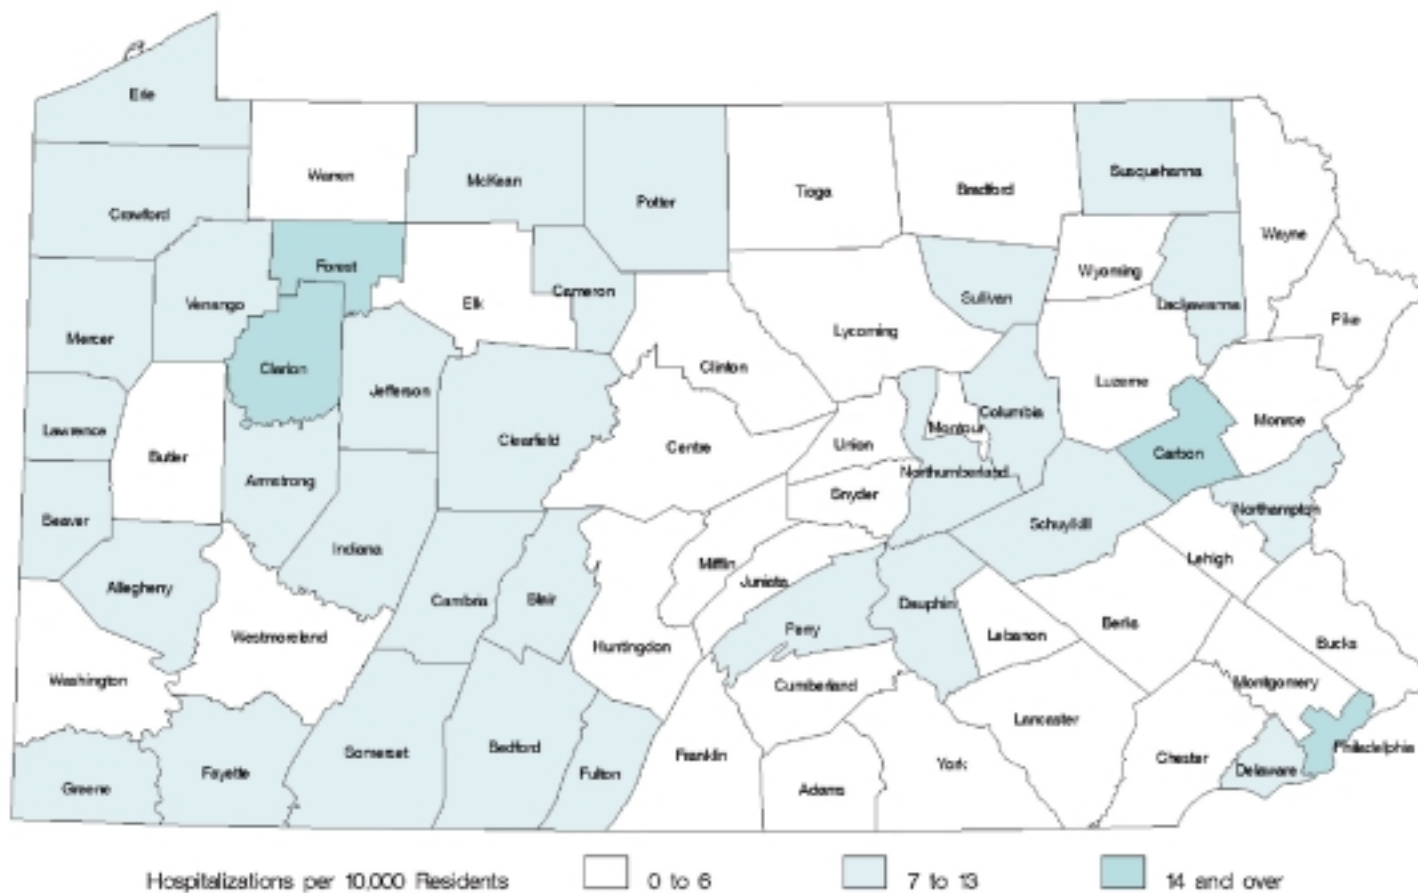 Erie
Warren
McKean
Potter
Tioga
Bradford
Susquehanna
Crawford
Wayne
Forest
Wyoming
Venango
Elk
Cameron
Sullivan
Lackawanna
Mercer
Lycoming
Pike
Clarion
Jefferson
Clinton
Luzerne
Lawrence
Clearfield
Centre
Union
Montour
Columbia
Monroe
Butler
Armstrong
Snyder
Northumberland
Carbon
Beaver
Indiana
Schuylkill
Northampton
Allegheny
Cambria
Blair
Mifflin
Juniata
Lehigh
Dauphin
Westmoreland
Huntingdon
Perry
Lebanon
Berks
Bucks
Washington
Cumberland
Montgomery
Somerset
Bedford
Franklin
Lancaster
Greene
Fayette
Fulton
Adams
York
Chester
Delaware
Philadelphia
Hospitalizations per 10,000 Residents 0 to 6 7 to 13 14 and over